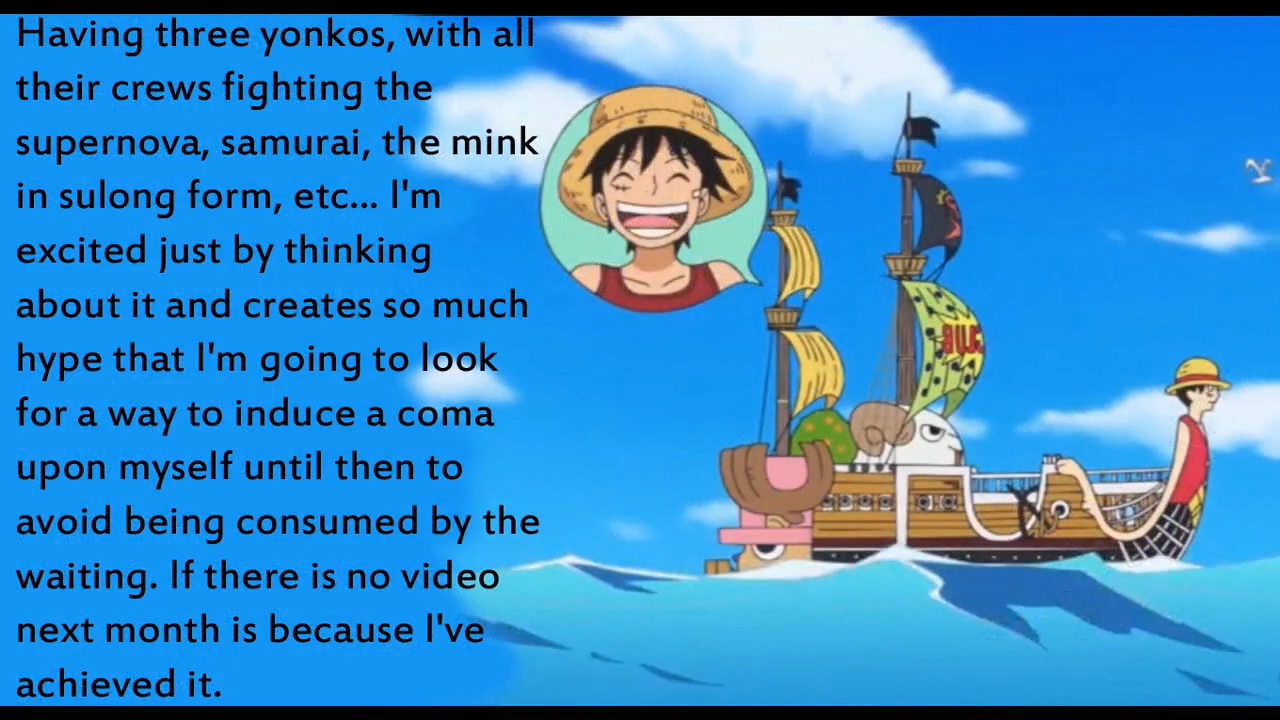 Having three yonkos, with all
their crews fighting the
supernova, samurai, the mink
in sulong form, etc... I'm
excited just by thinking
about it and creates so much
hype that I'm going to look
for a way to induce a coma
upon myself until then to
avoid being consumed by the
waiting. If there is no video
next month is because I've
achieved it.